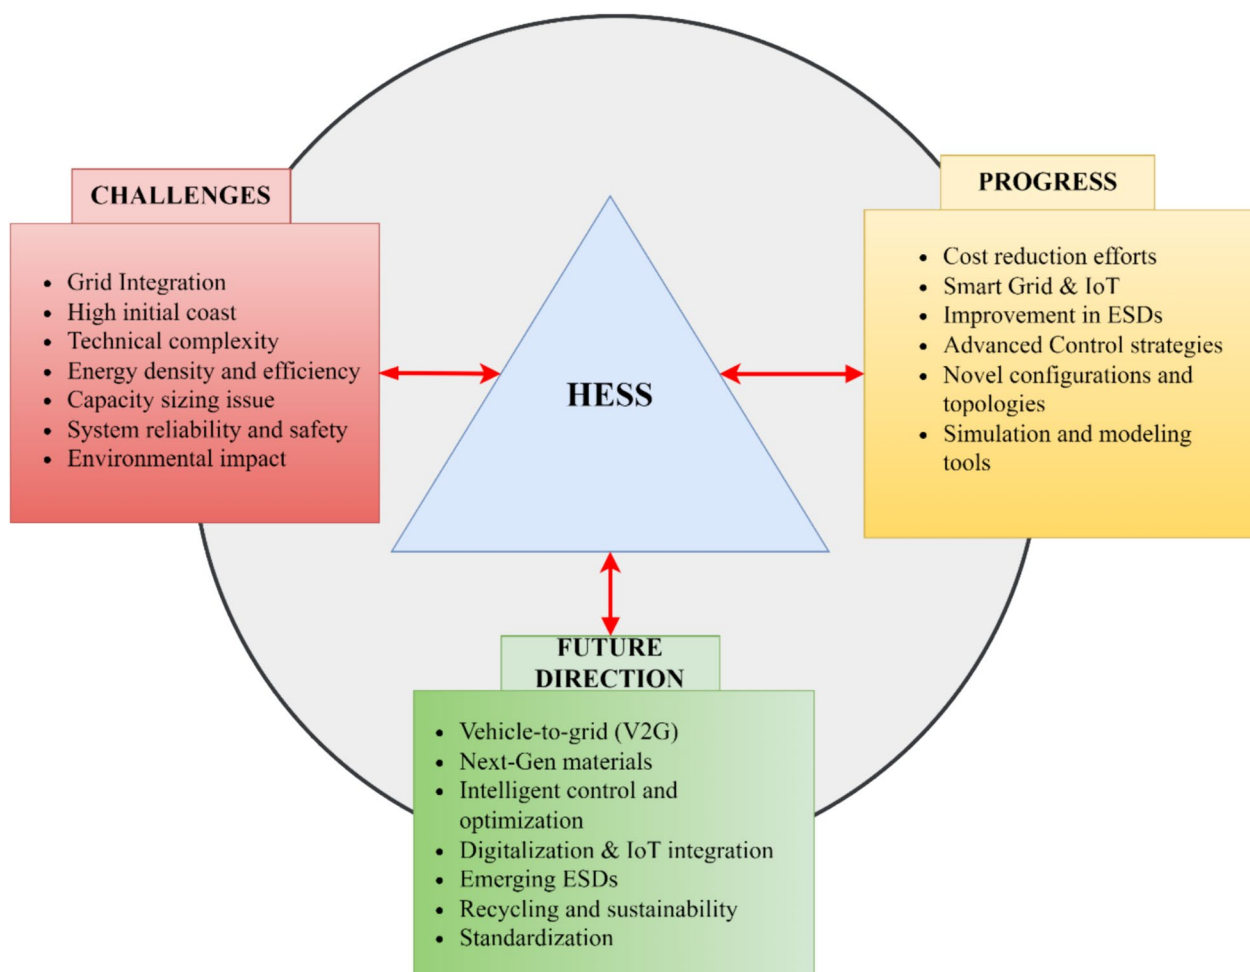 CHALLENGES
• Grid Integration
• High initial coast
• Technical complexity
• Energy density and efficiency
• Capacity sizing issue
• System reliability and safety
• Environmental impact
HESS
PROGRESS
• Cost reduction efforts
• Smart Grid & IoT
• Improvement in ESDs
• Advanced Control strategies
• Novel configurations and
topologies
• Simulation and modeling
tools
FUTURE
DIRECTION
• Vehicle-to-grid (V2G)
• Next-Gen materials
• Intelligent control and
optimization
• Digitalization & IoT integration
• Emerging ESDs
• Recycling and sustainability
• Standardization